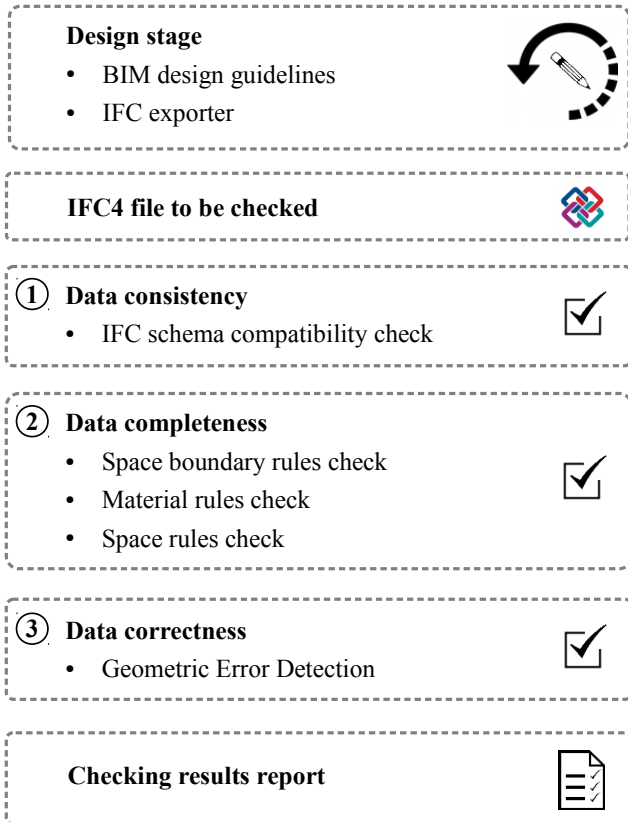 Design stage
• BIM design guidelines
• IFC exporter
IFC4 file to be checked
1 Data consistency
• IFC schema compatibility check
2 Data completeness
• Space boundary rules check
• Material rules check
• Space rules check
3 Data correctness
• Geometric Error Detection
Checking results report